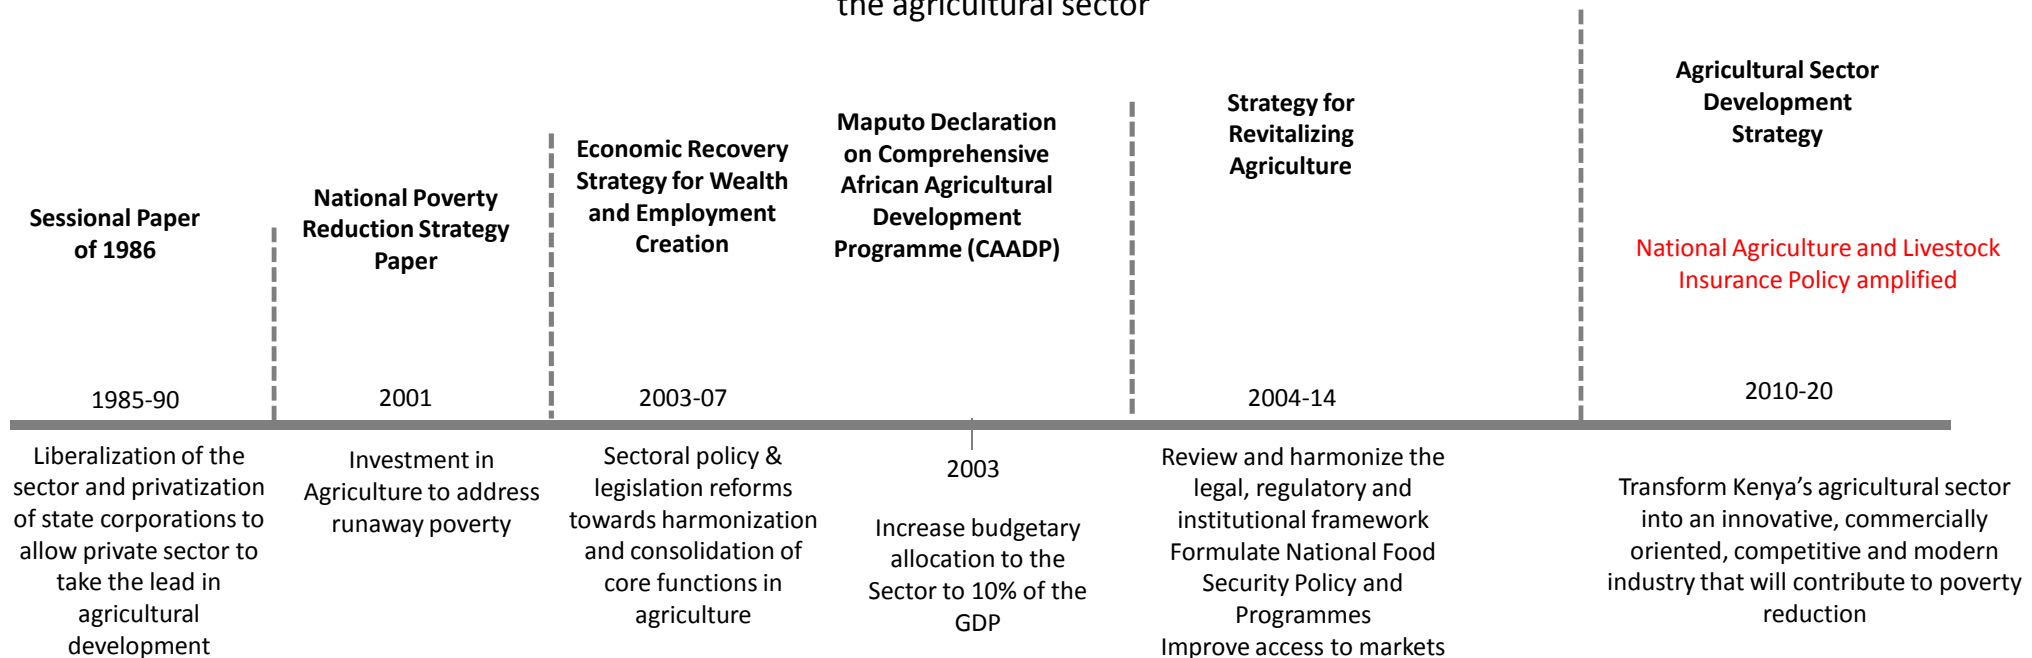 the agricultural sector
Sessional Paper
of 1986
1985-90
Liberalization of the
sector and privatization
of state corporations to
allow private sector to
take the lead in
agricultural
development
National Poverty
Reduction Strategy
Paper
2001
Investment in
Agriculture to address
runaway poverty
Economic Recovery
Strategy for Wealth
and Employment
Creation
2003-07
Sectoral policy &
legislation reforms
towards harmonization
and consolidation of
core functions in
agriculture
Maputo Declaration
on Comprehensive
African Agricultural
Development
Programme (CAADP)
2003
Increase budgetary
allocation to the
Sector to 10% of the
GDP
Strategy for
Revitalizing
Agriculture
2004-14
Review and harmonize the
legal, regulatory and
institutional framework
Formulate National Food
Security Policy and
Programmes
Improve access to markets
Agricultural Sector
Development
Strategy
National Agriculture and Livestock
Insurance Policy amplified
2010-20
Transform Kenya's agricultural sector
into an innovative, commercially
oriented, competitive and modern
industry that will contribute to poverty
reduction